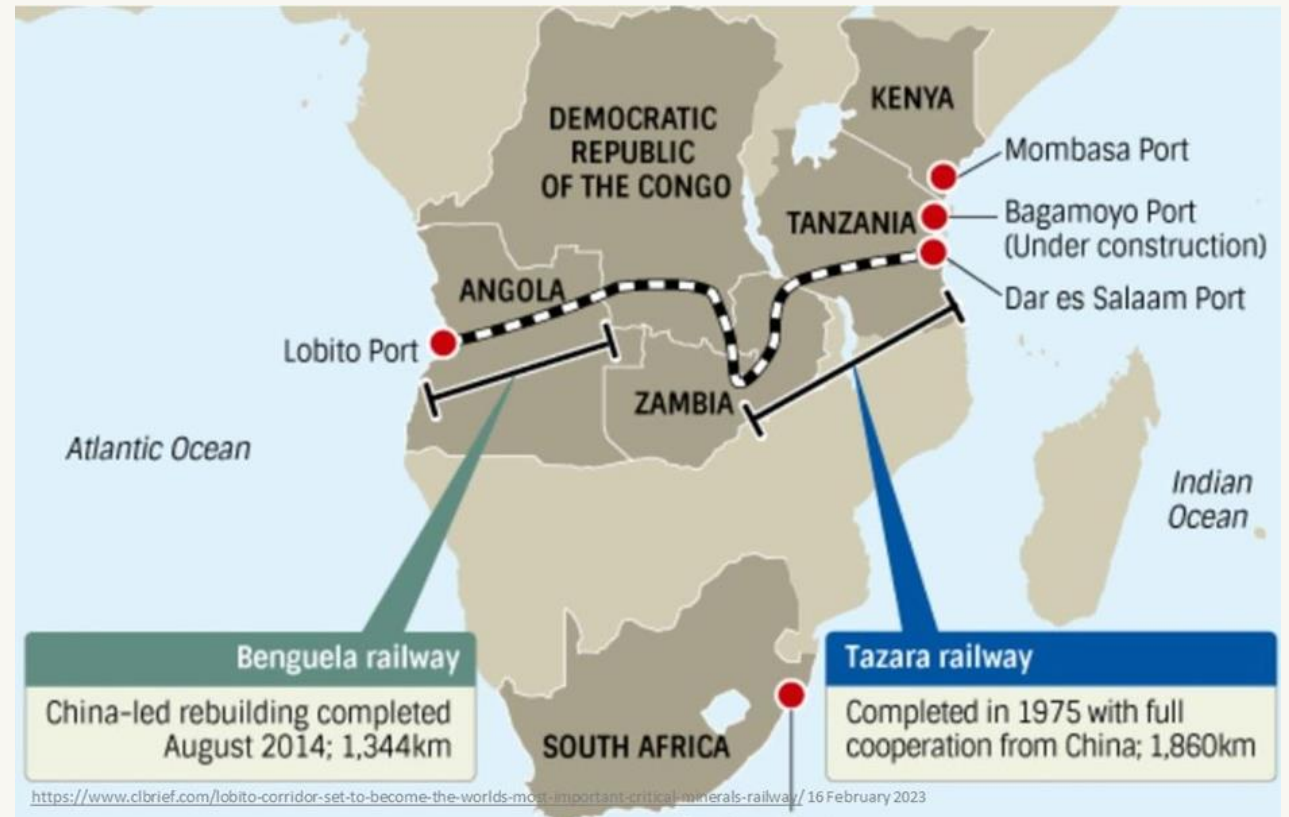 KENYA
DEMOCRATIC
REPUBLIC
OF THE CONGO
Mombasa Port
TANZANIA
Bagamoyo Port
(Under construction)
ANGOLA
Dar es Salaam Port
Lobito Port
ZAMBIA
Atlantic Ocean
Indian
Ocean
Benguela railway
China-led rebuilding completed
August 2014; 1,344km
Tazara railway
Completed in 1975 with full
cooperation from China; 1,860km
SOUTH AFRICA
https://www.clbrief.com/lobito-corridor-set-to-become-the-worlds-most-important-critical-minerals-railway/ 16 February 2023